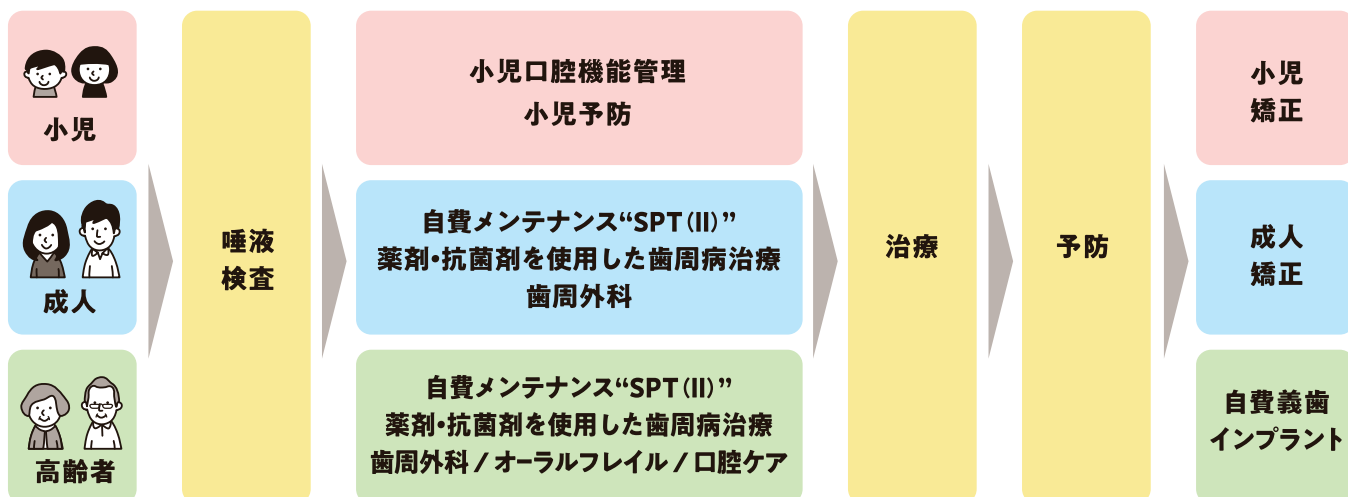 小児
成人
高齢者
唾液
検査
小児口腔機能管理
小児予防
自費メンテナンス“SPT(II)”
薬剤・抗菌剤を使用した歯周病治療
歯周外科
自費メンテナンス“SPT(II)”
薬剤・抗菌剤を使用した歯周病治療
歯周外科 / オーラルフレイル / 口腔ケア
治療
予防
小児
矯正
成人
矯正
自費義歯
インプラント